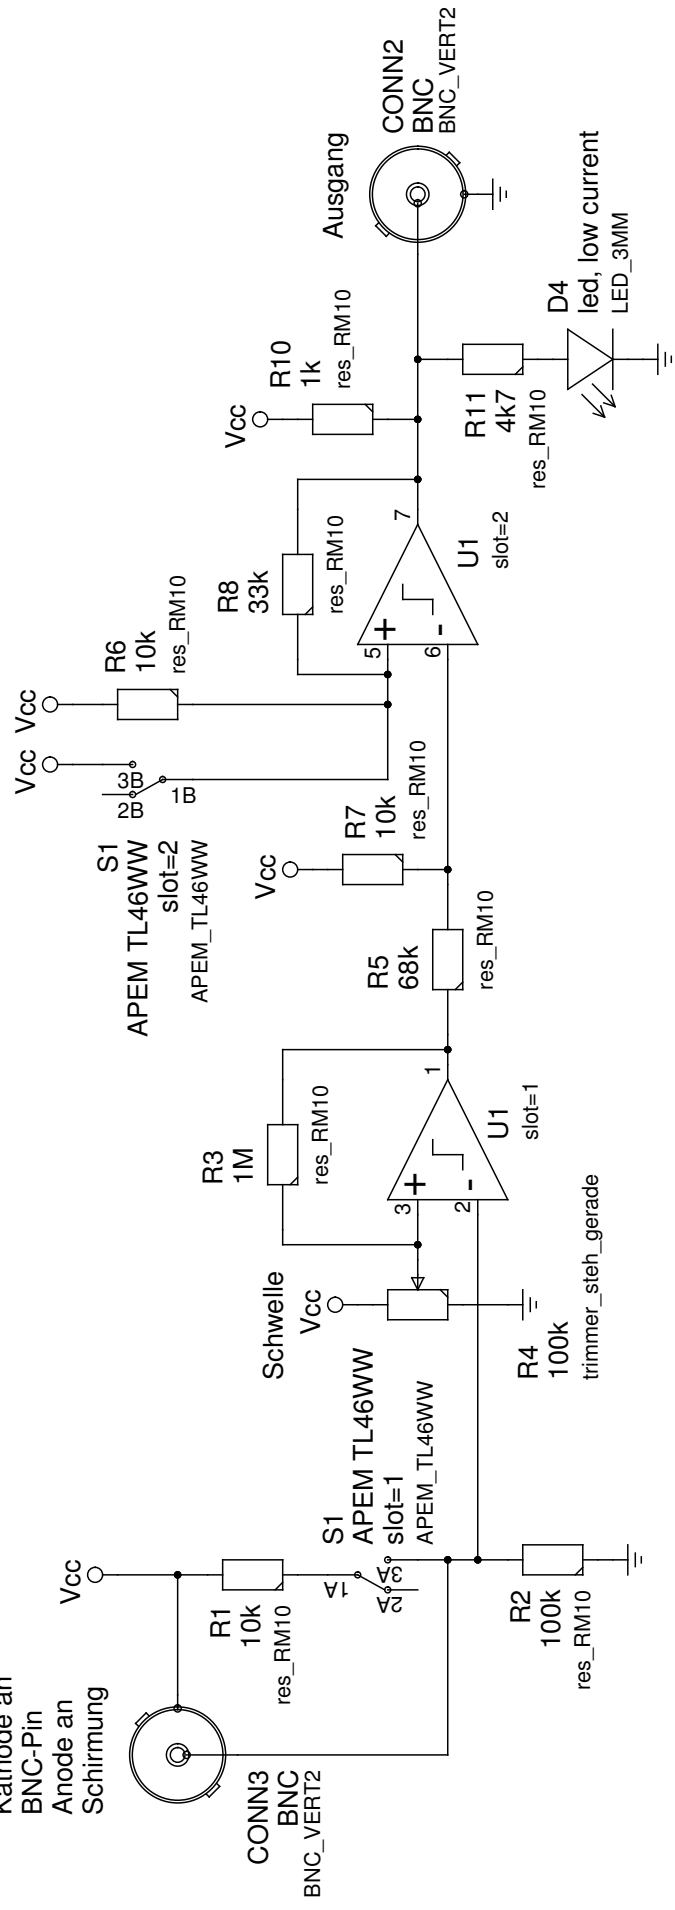 Kathode an
BNC-Pin
Anode an
Schirmung
CONN3
BNC
BNC_VERT2
Vcc
R1
10k
res_RM10
1A
2A
3A
S1
APEM TL46WW
slot=1
APEM_TL46WW
R2
100k
res_RM10
Schwelle
Vcc
R4
100k
trimmer_steh_gerade
R3
1M
res_RM10
3
+
2
-
1
U1
slot=1
R5
68k
res_RM10
Vcc
R7
10k
res_RM10
S1
APEM TL46WW
slot=2
APEM_TL46WW
Vcc
3B
2B
1B
Vcc
R6
10k
res_RM10
R8
33k
res_RM10
5
+
6
-
7
U1
slot=2
Vcc
R10
1k
res_RM10
R11
4k7
res_RM10
D4
led, low current
LED_3MM
Ausgang
CONN2
BNC
BNC_VERT2